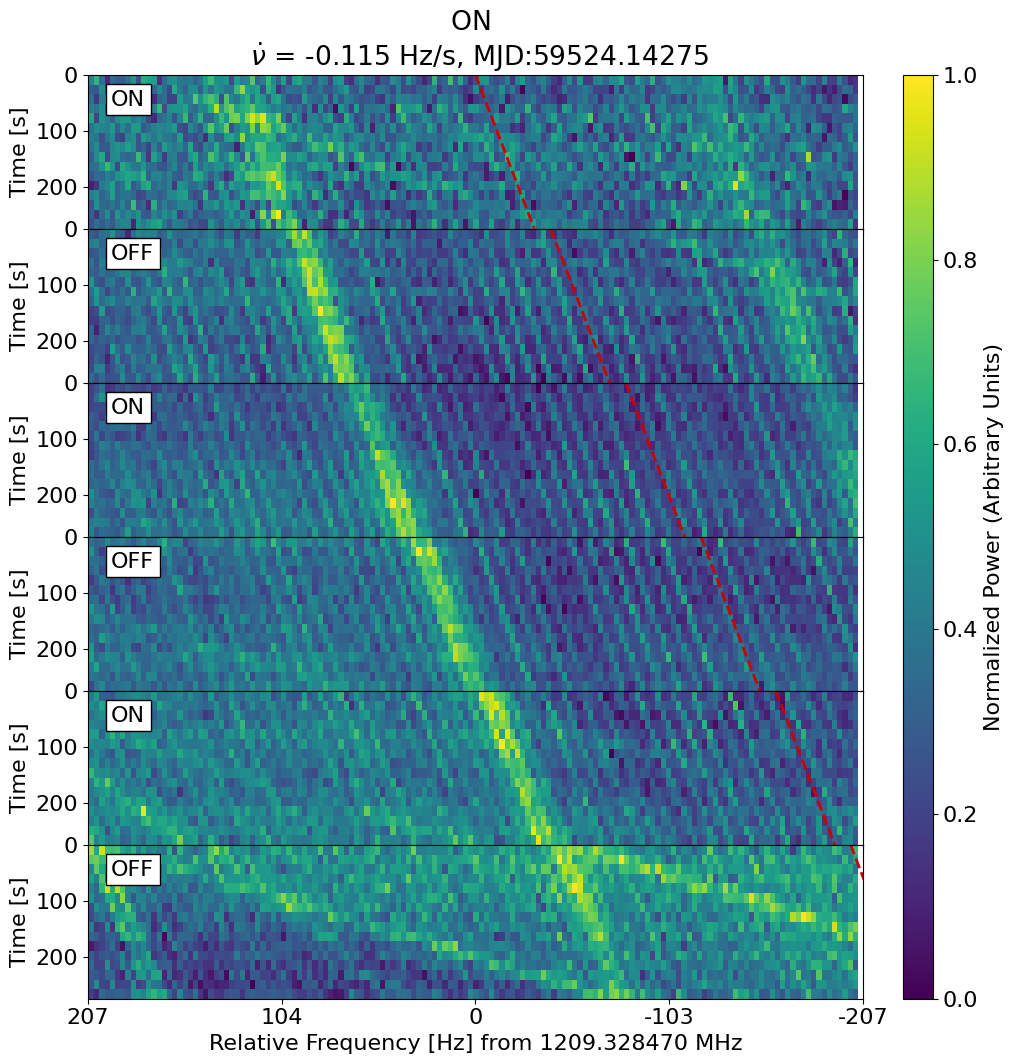 ON
ν̇ = -0.115 Hz/s, MJD:59524.14275
0
100
200
Time [s]
ON
0
100
200
Time [s]
OFF
0
100
200
Time [s]
ON
0
100
200
Time [s]
OFF
0
100
200
Time [s]
ON
0
100
200
Time [s]
OFF
207
104
0
-103
-207
Relative Frequency [Hz] from 1209.328470 MHz
1.0
0.8
0.6
0.4
0.2
0.0
Normalized Power (Arbitrary Units)